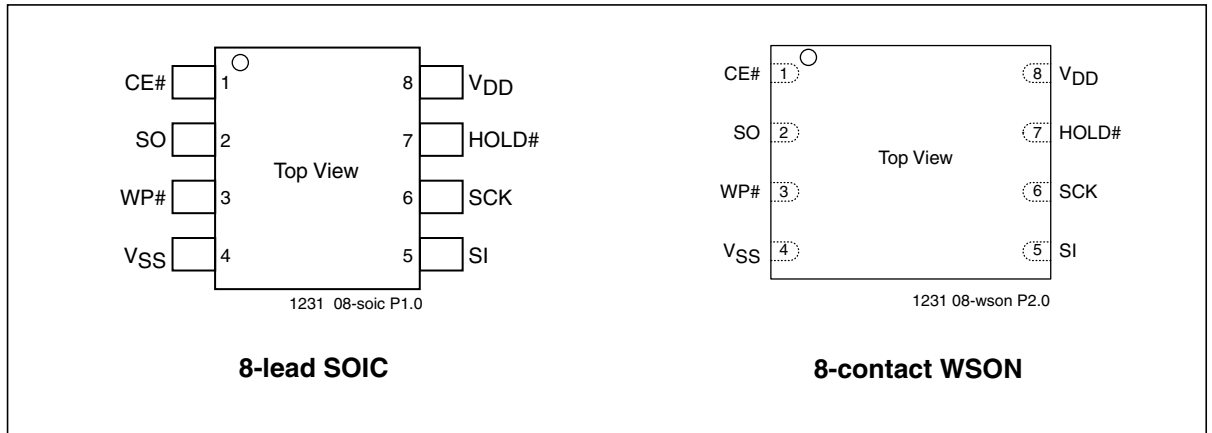 CE# 1 8 VDD
SO 2 7 HOLD#
Top View
WP# 3 6 SCK
VSS 4 5 SI
1231 08-soic P1.0
8-lead SOIC
CE# 1 8 VDD
SO 2 7 HOLD#
Top View
WP# 3 6 SCK
VSS 4 5 SI
1231 08-wson P2.0
8-contact WSON